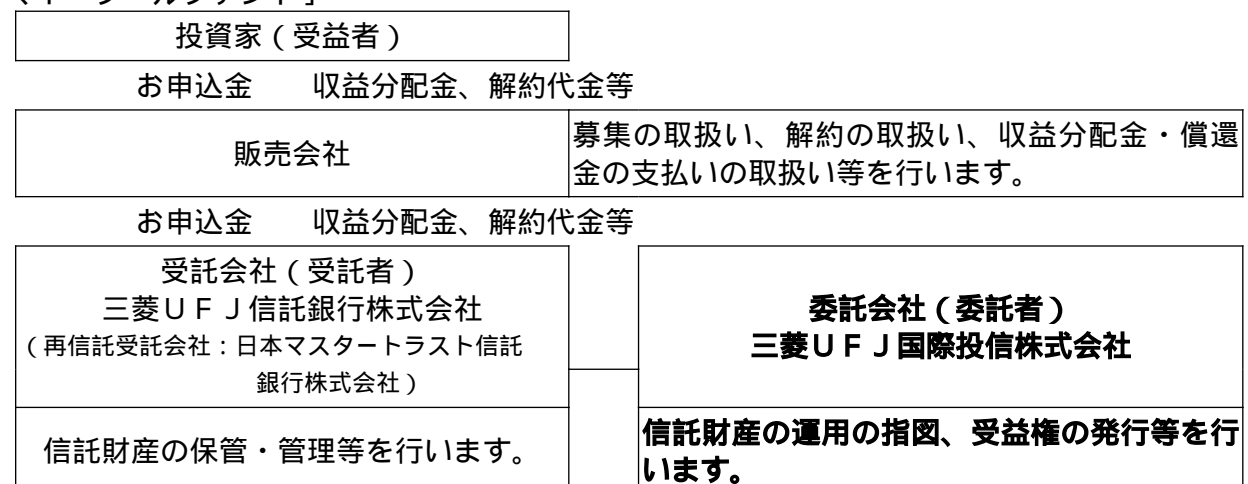 投資家（受益者）
お申込金　　収益分配金、解約代金等
販売会社
募集の取扱い、解約の取扱い、収益分配金・償還
金の支払いの取扱い等を行います。
お申込金　　収益分配金、解約代金等
受託会社（受託者）
三菱ＵＦＪ信託銀行株式会社
（再信託受託会社：日本マスタートラスト信託
銀行株式会社）
委託会社（委託者）
三菱ＵＦＪ国際投信株式会社
信託財産の保管・管理等を行います。
信託財産の運用の指図、受益権の発行等を行
います。